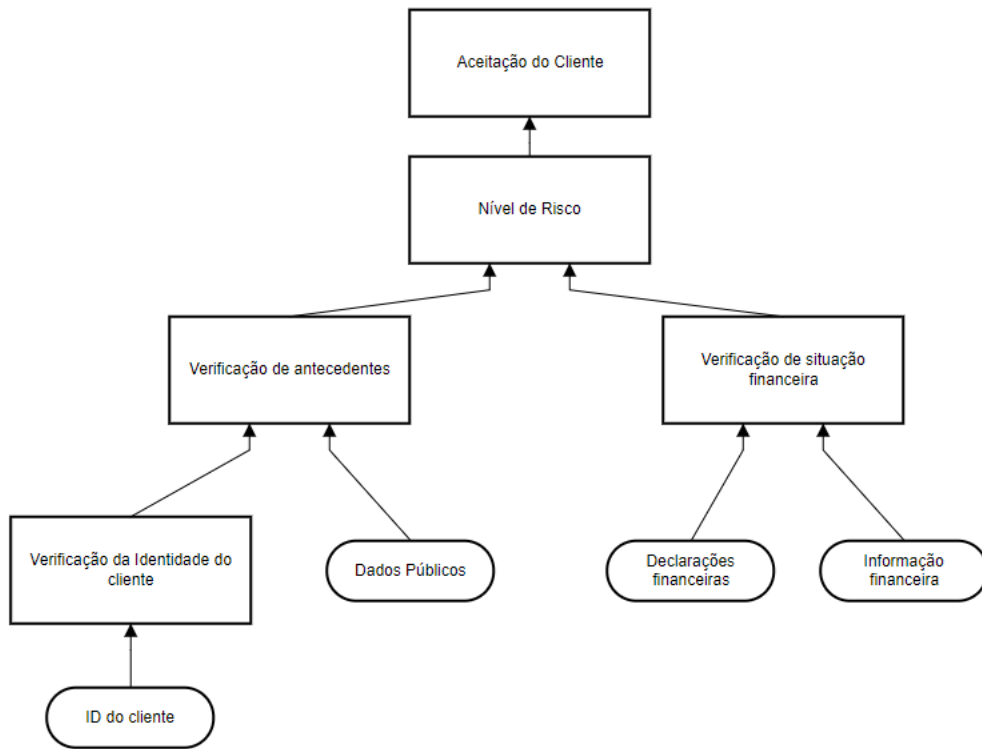 Aceitação do Cliente
Nível de Risco
Verificação de antecedentes
Verificação de situação
financeira
Verificação da Identidade do
cliente
Dados Públicos
Declarações
financeiras
Informação
financeira
ID do cliente